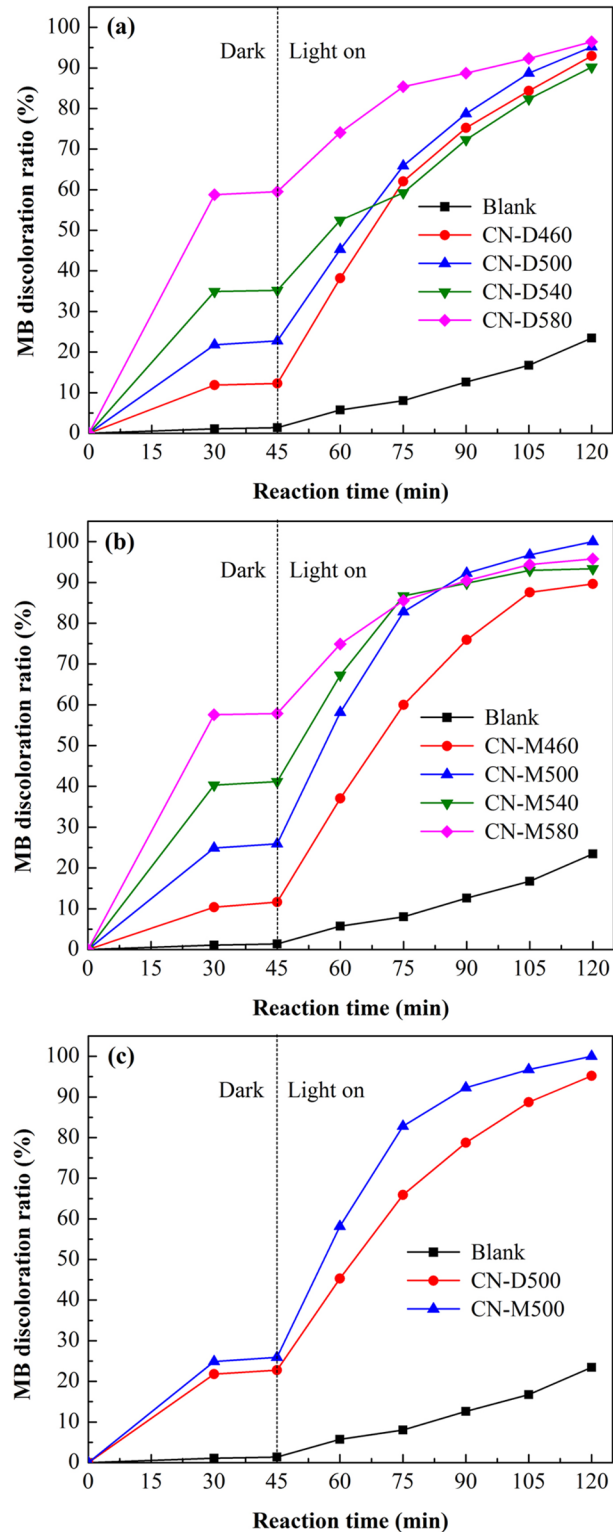 (a)
Dark
Light on
MB discoloration ratio (%)
100
90
80
70
60
50
40
30
20
10
0
Blank
CN-D460
CN-D500
CN-D540
CN-D580
0 15 30 45 60 75 90 105 120
Reaction time (min)
(b)
Dark
Light on
MB discoloration ratio (%)
100
90
80
70
60
50
40
30
20
10
0
Blank
CN-M460
CN-M500
CN-M540
CN-M580
0 15 30 45 60 75 90 105 120
Reaction time (min)
(c)
Dark
Light on
MB discoloration ratio (%)
100
90
80
70
60
50
40
30
20
10
0
Blank
CN-D500
CN-M500
0 15 30 45 60 75 90 105 120
Reaction time (min)